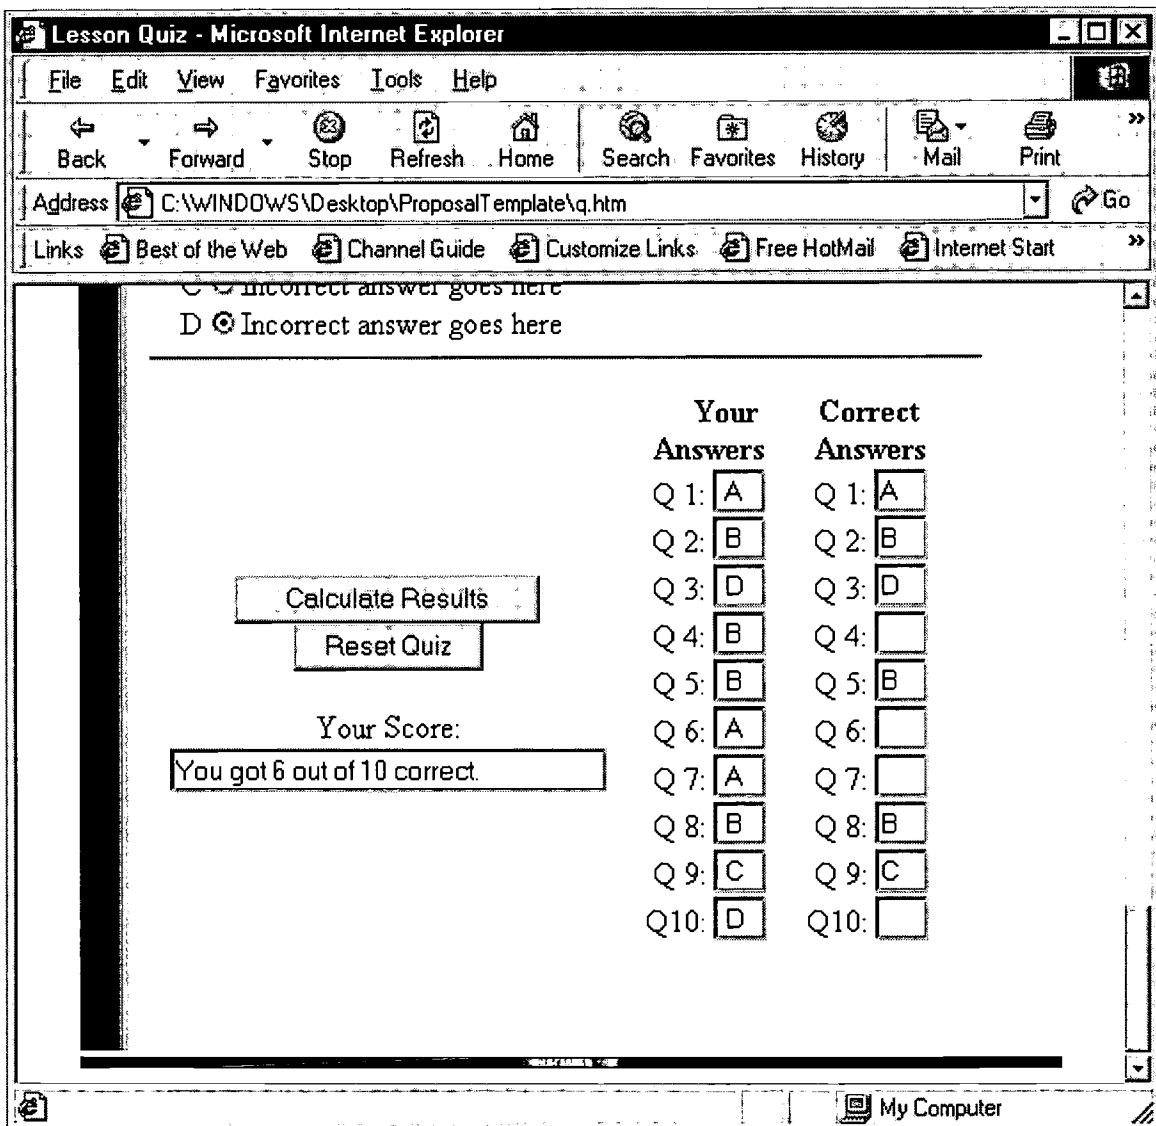 Lesson Quiz - Microsoft Internet Explorer
File Edit View Favorites Tools Help
Back Forward Stop Refresh Home Search Favorites History Mail Print »
Address C:\WINDOWS\Desktop\ProposalTemplate\q.htm Go
Links Best of the Web Channel Guide Customize Links Free HotMail Internet Start »
C Incorrect answer goes here
D Incorrect answer goes here
Your Answers Correct Answers
Q 1: A Q 1: A
Q 2: B Q 2: B
Q 3: D Q 3: D
Calculate Results
Q 4: B Q 4:
Reset Quiz
Q 5: B Q 5: B
Your Score:
Q 6: A Q 6:
You got 6 out of 10 correct.
Q 7: A Q 7:
Q 8: B Q 8: B
Q 9: C Q 9: C
Q10: D Q10:
My Computer